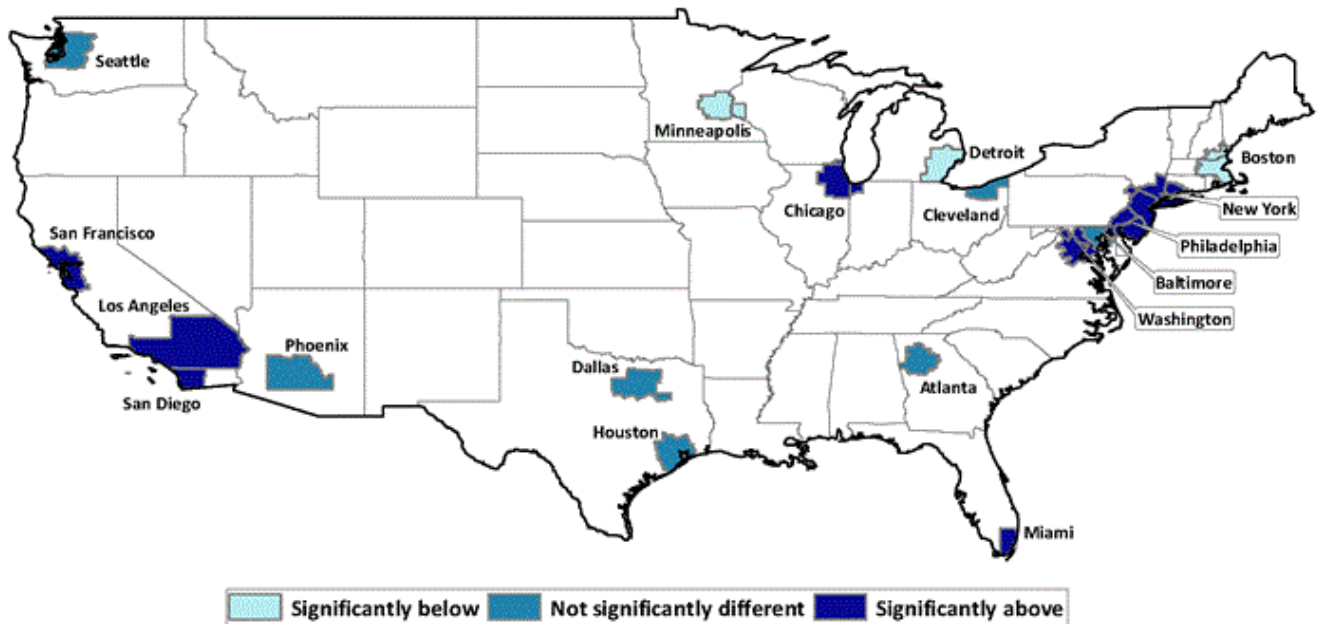 Seattle
Minneapolis
Detroit
Boston
Chicago
Cleveland
New York
San Francisco
Philadelphia
Baltimore
Los Angeles
Washington
Phoenix
Dallas
Atlanta
San Diego
Houston
Miami
Significantly below
Not significantly different
Significantly above